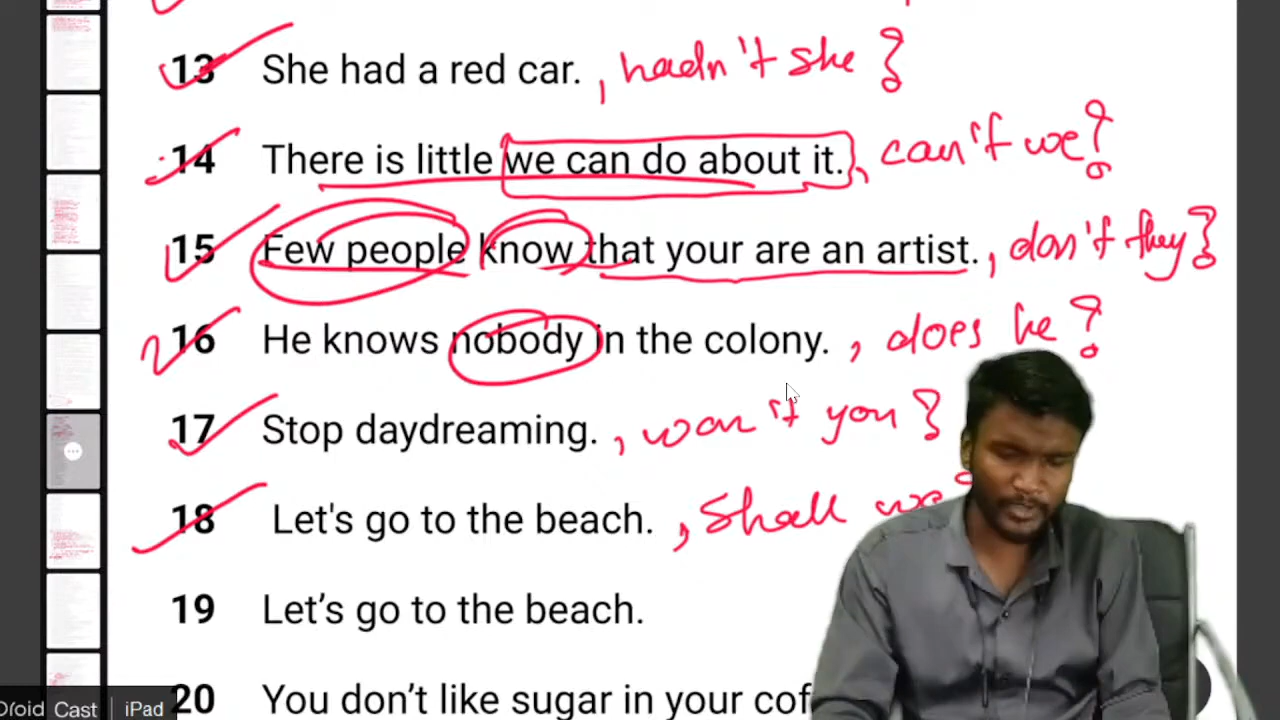 13 She had a red car. , hadn't she ?
14 There is little we can do about it. , can't we?
15 Few people know that your are an artist. , don't they?
16 He knows nobody in the colony. , does he ?
17 Stop daydreaming. , won't you ?
18 Let's go to the beach. , Shall we?
19 Let's go to the beach.
20 You don't like sugar in your
Droid Cast iPad